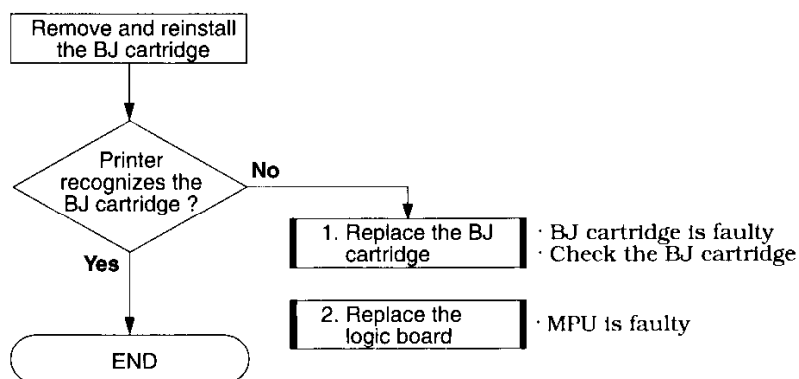 Remove and reinstall
the BJ cartridge
Printer
recognizes the
BJ cartridge ?
No
Yes
1. Replace the BJ
cartridge
· BJ cartridge is faulty
· Check the BJ cartridge
2. Replace the
logic board
· MPU is faulty
END